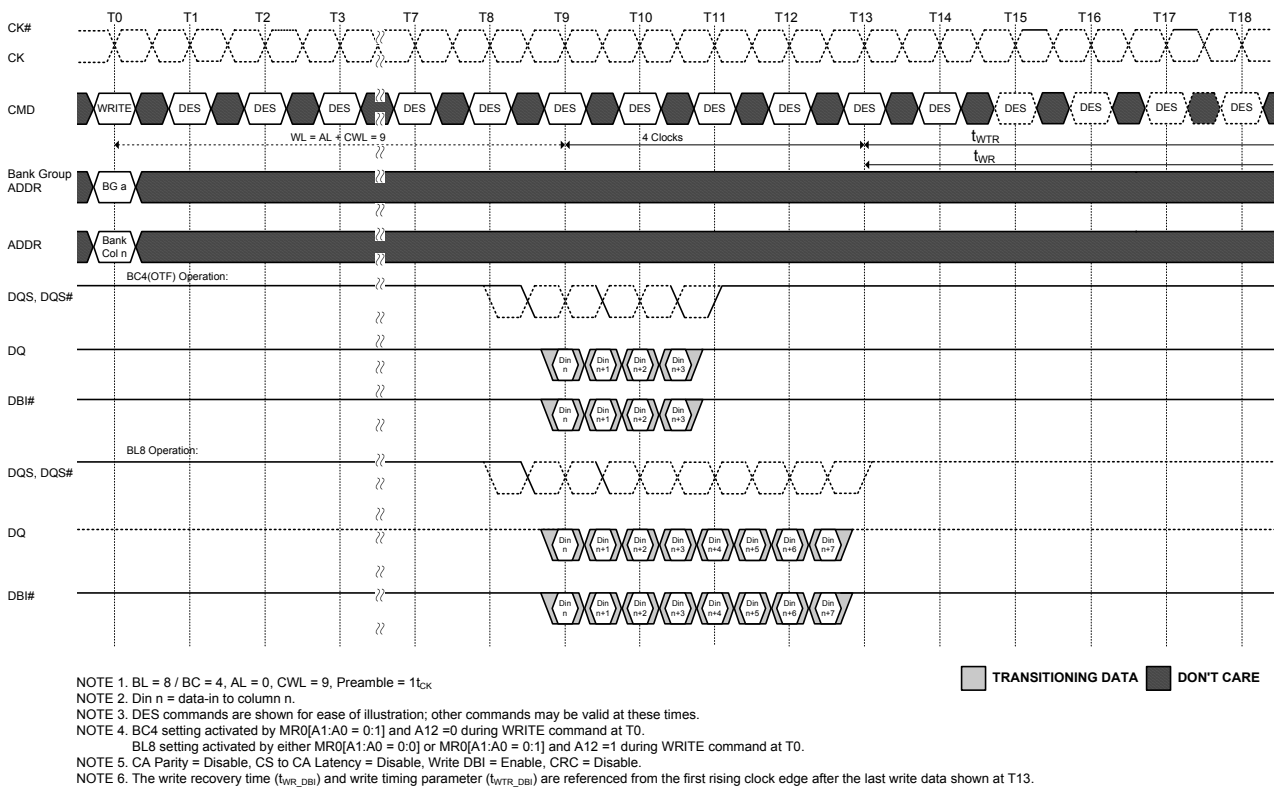 T0 T1 T2 T3 T7 T8 T9 T10 T11 T12 T13 T14 T15 T16 T17 T18
CK#
CK
CMD WRITE DES DES DES DES DES DES DES DES DES DES DES DES DES DES DES
WL = AL + CWL = 9 4 Clocks tWTR
tWR
Bank Group
ADDR BG a
ADDR Bank
Col n
BC4(OTF) Operation:
DQS, DQS#
DQ Din n Din n+1 Din n+2 Din n+3
DBI# Din n Din n+1 Din n+2 Din n+3
BL8 Operation:
DQS, DQS#
DQ Din n Din n+1 Din n+2 Din n+3 Din n+4 Din n+5 Din n+6 Din n+7
DBI# Din n Din n+1 Din n+2 Din n+3 Din n+4 Din n+5 Din n+6 Din n+7
TRANSITIONING DATA DON'T CARE
NOTE 1. BL = 8 / BC = 4, AL = 0, CWL = 9, Preamble = 1tCK
NOTE 2. Din n = data-in to column n.
NOTE 3. DES commands are shown for ease of illustration; other commands may be valid at these times.
NOTE 4. BC4 setting activated by MR0[A1:A0 = 0:1] and A12 =0 during WRITE command at T0.
BL8 setting activated by either MR0[A1:A0 = 0:0] or MR0[A1:A0 = 0:1] and A12 =1 during WRITE command at T0.
NOTE 5. CA Parity = Disable, CS to CA Latency = Disable, Write DBI = Enable, CRC = Disable.
NOTE 6. The write recovery time (tWR_DBI) and write timing parameter (tWTR_DBI) are referenced from the first rising clock edge after the last write data shown at T13.